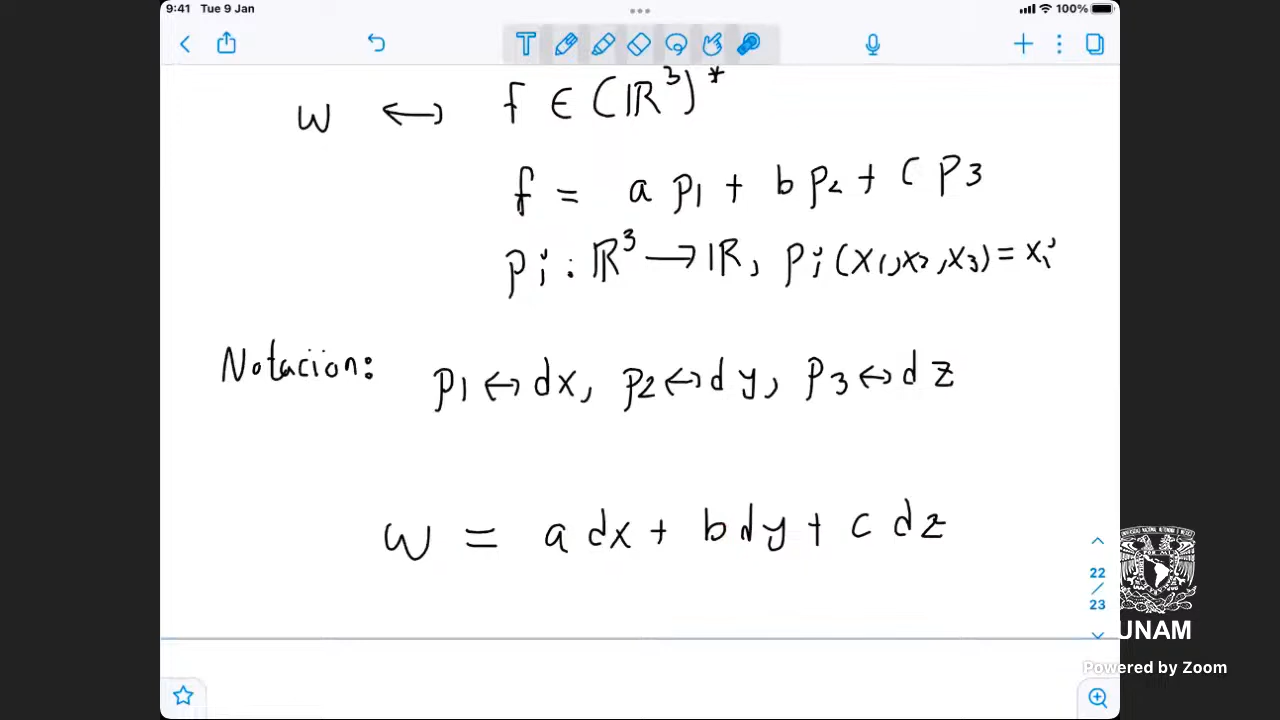 9:41 Tue 9 Jan
100%
T
w ↔ f ∈ (ℝ³)*
f = a p1 + b p2 + c p3
pi : ℝ³ → ℝ, pi(x1,x2,x3) = xi
Notacion: p1 ↔ dx, p2 ↔ dy, p3 ↔ dz
w = a dx + b dy + c dz
22
/
23
UNAM
Powered by Zoom